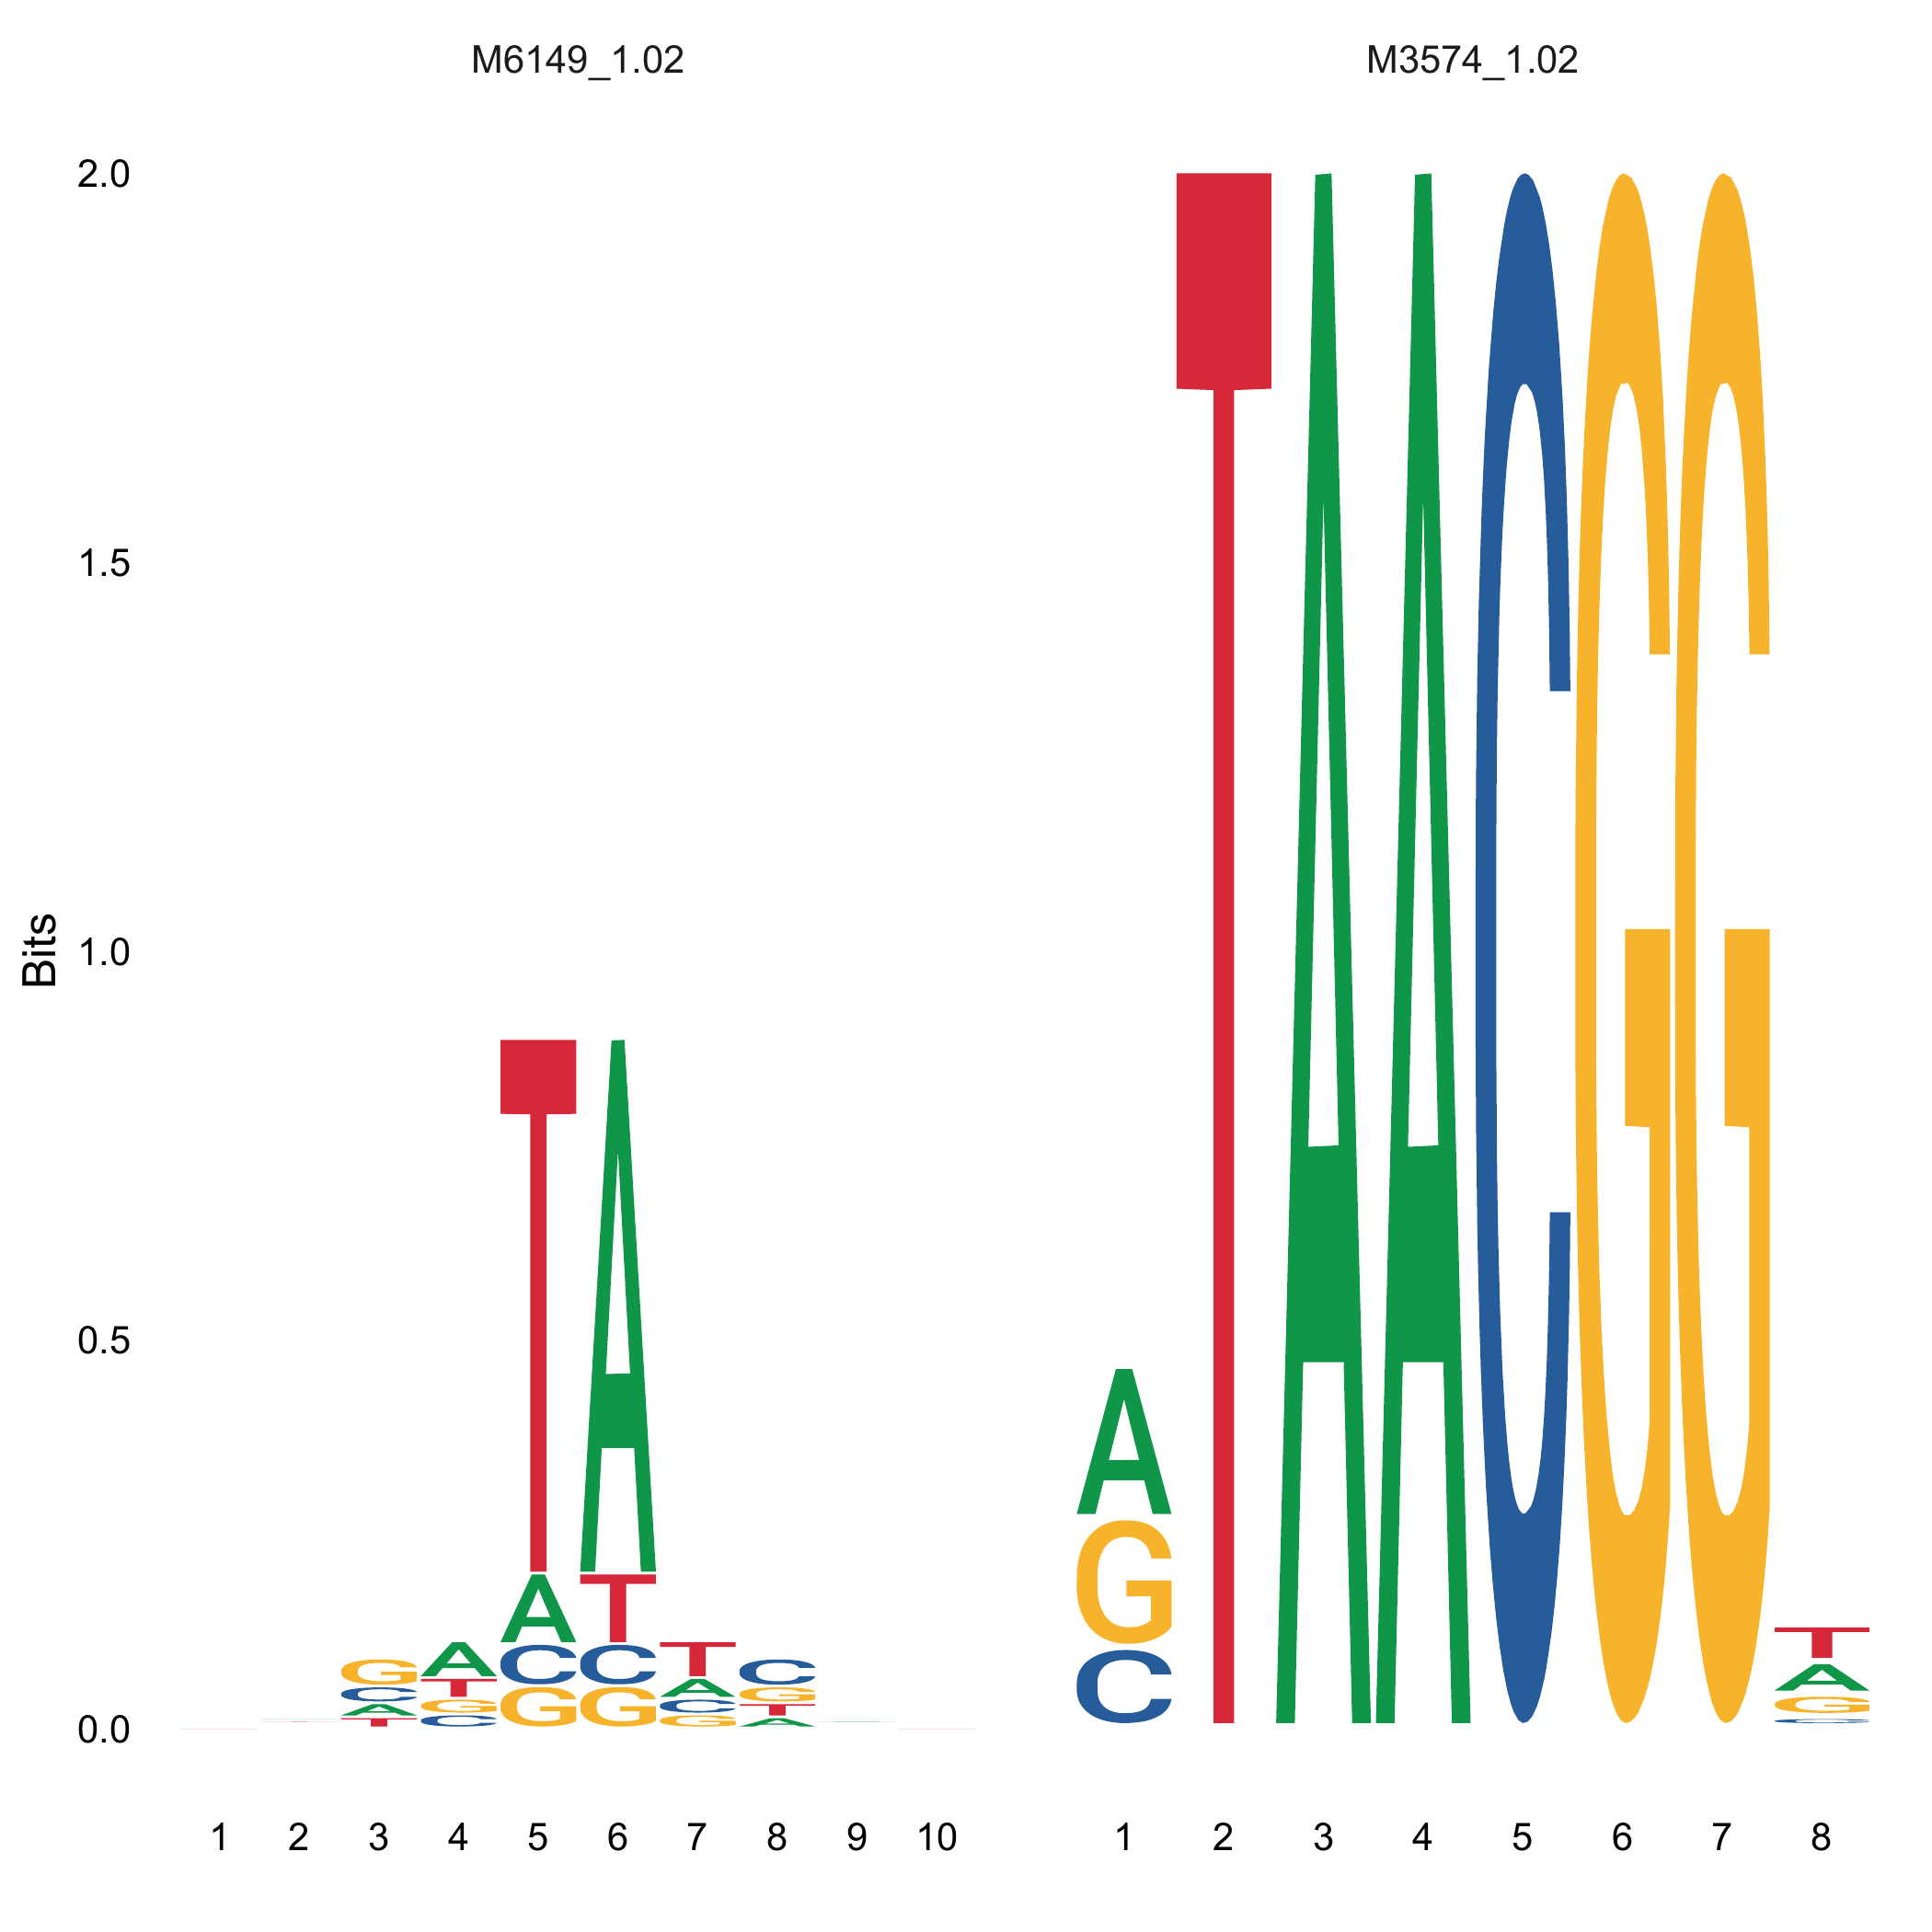 M6149_1.02 M3574_1.02
2.0
1.5
1.0
0.5
0.0
Bits
T A
A T
G A C C T C
C T G G A G
A G C T
T C G A
A T A A C G G T
G A
C G
C
1 2 3 4 5 6 7 8 9 10 1 2 3 4 5 6 7 8